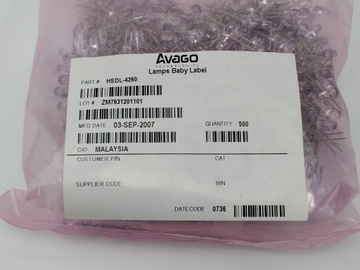 AVAGO
TECHNOLOGIES
Lamps Baby Label
PART # HSDL-4260
LOT # ZM7931201101
MFG DATE 03-SEP-2007 QUANTITY 500
C/O MALAYSIA
CUSTOMER P/N CAT
SUPPLIER CODE BIN
DATECODE 0736